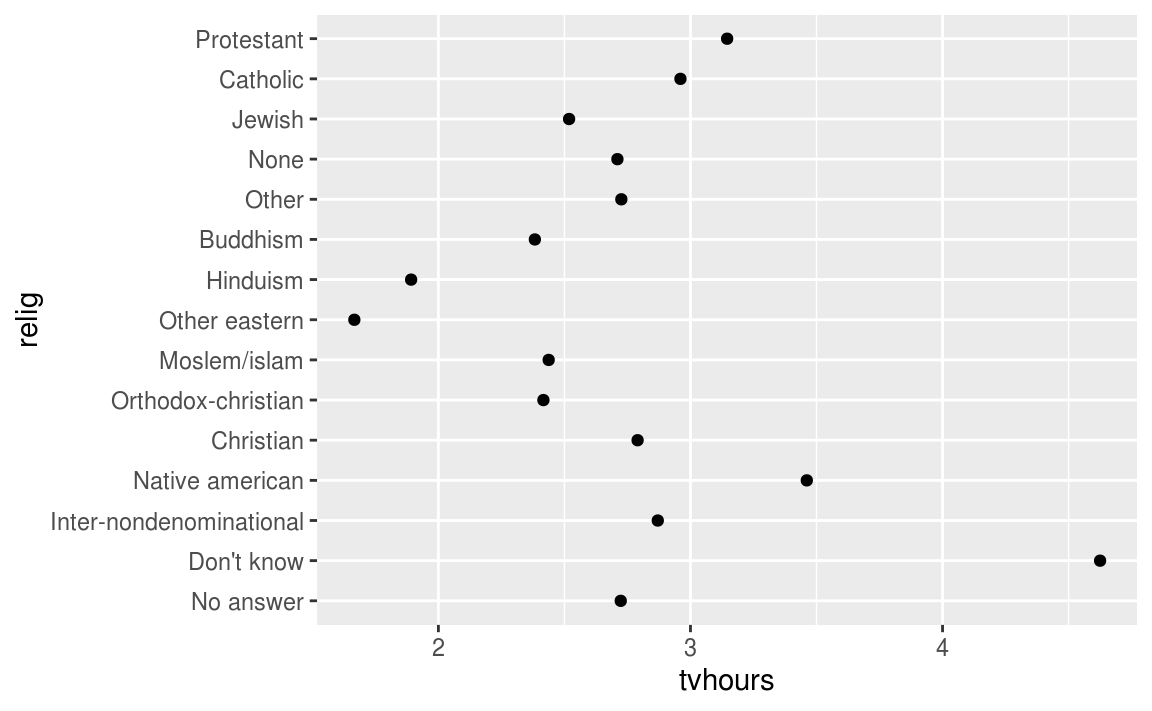 Protestant
Catholic
Jewish
None
Other
Buddhism
Hinduism
Other eastern
Moslem/islam
Orthodox-christian
Christian
Native american
Inter-nondenominational
Don't know
No answer
relig
2 3 4
tvhours